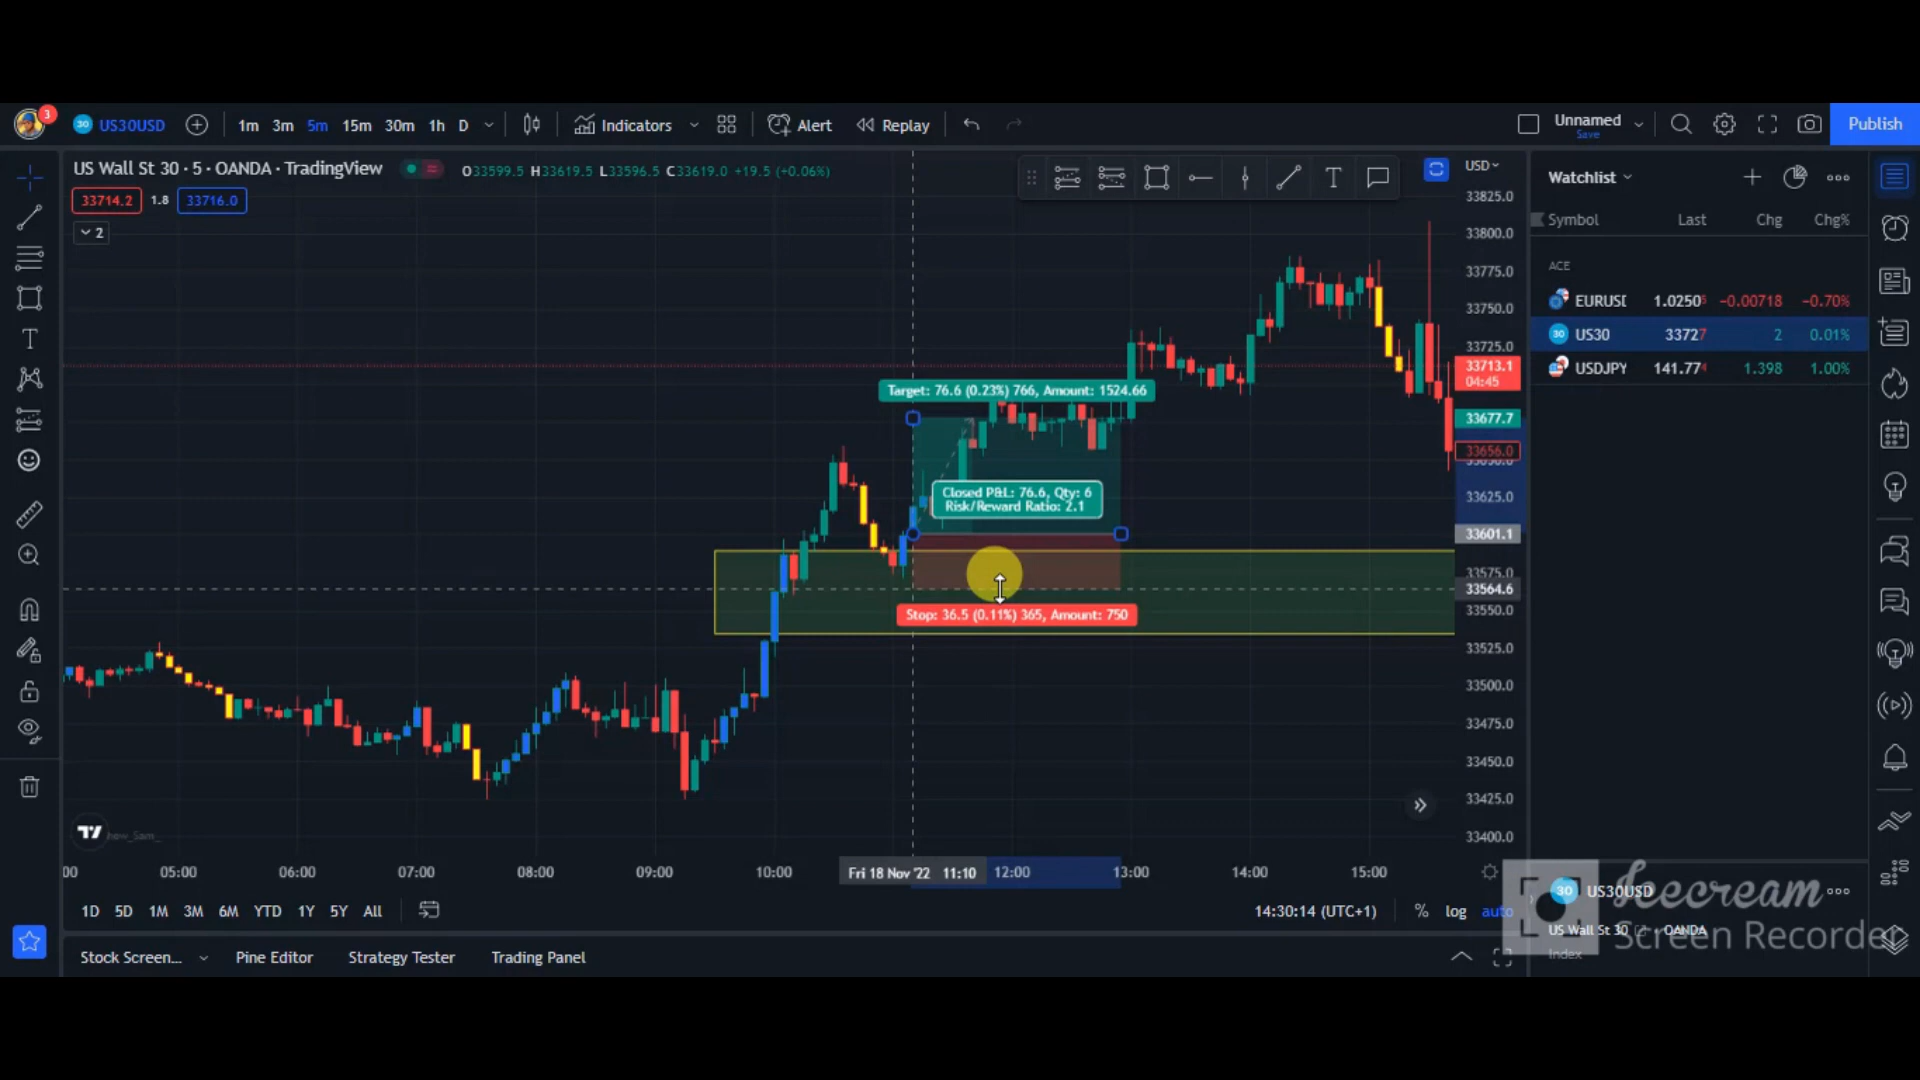 3
US30USD
1m 3m 5m 15m 30m 1h D
Indicators
Alert
Replay
Unnamed
Save
Publish
US Wall St 30 · 5 · OANDA · TradingView
O33599.5 H33619.5 L33596.5 C33619.0 +19.5 (+0.06%)
33714.2 1.8 33716.0
2
USD
33825.0
33800.0
33775.0
33750.0
33725.0
33713.1
04:45
33677.7
33656.0
33625.0
33601.1
33575.0
33564.6
33550.0
33525.0
33500.0
33475.0
33450.0
33425.0
33400.0
Target: 76.6 (0.23%) 766, Amount: 1524.66
Closed P&L: 76.6, Qty: 6
Risk/Reward Ratio: 2.1
Stop: 36.5 (0.11%) 365, Amount: 750
Watchlist
Symbol Last Chg Chg%
ACE
EURUSD 1.0250⁵ −0.00718 −0.70%
30 US30 33727 2 0.01%
USDJPY 141.77⁴ 1.398 1.00%
:00 05:00 06:00 07:00 08:00 09:00 10:00 Fri 18 Nov '22 11:10 12:00 13:00 14:00 15:00
1D 5D 1M 3M 6M YTD 1Y 5Y All
14:30:14 (UTC+1) % log auto
Stock Screen... Pine Editor Strategy Tester Trading Panel
30 US30USD
US Wall St 30 OANDA
Index
Icecream
Screen Recorder